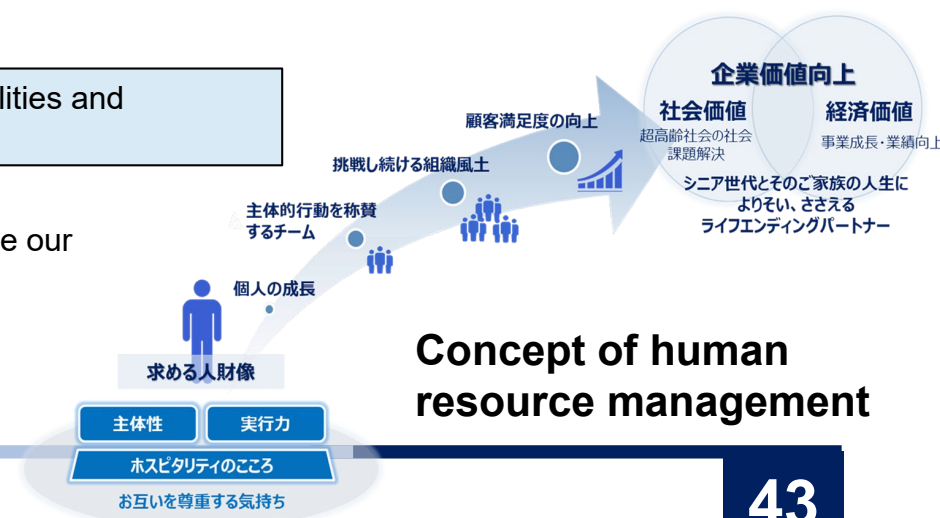 lities and
e our
企業価値向上
社会価値
経済価値
超高齢社会の社会
課題解決
事業成長・業績向上
シニア世代とそのご家族の人生に
よりそい、ささえる
ライフエンディングパートナー
顧客満足度の向上
挑戦し続ける組織風土
主体的行動を称賛
するチーム
個人の成長
求める人財像
主体性
実行力
ホスピタリティのこころ
お互いを尊重する気持ち
Concept of human
resource management
43